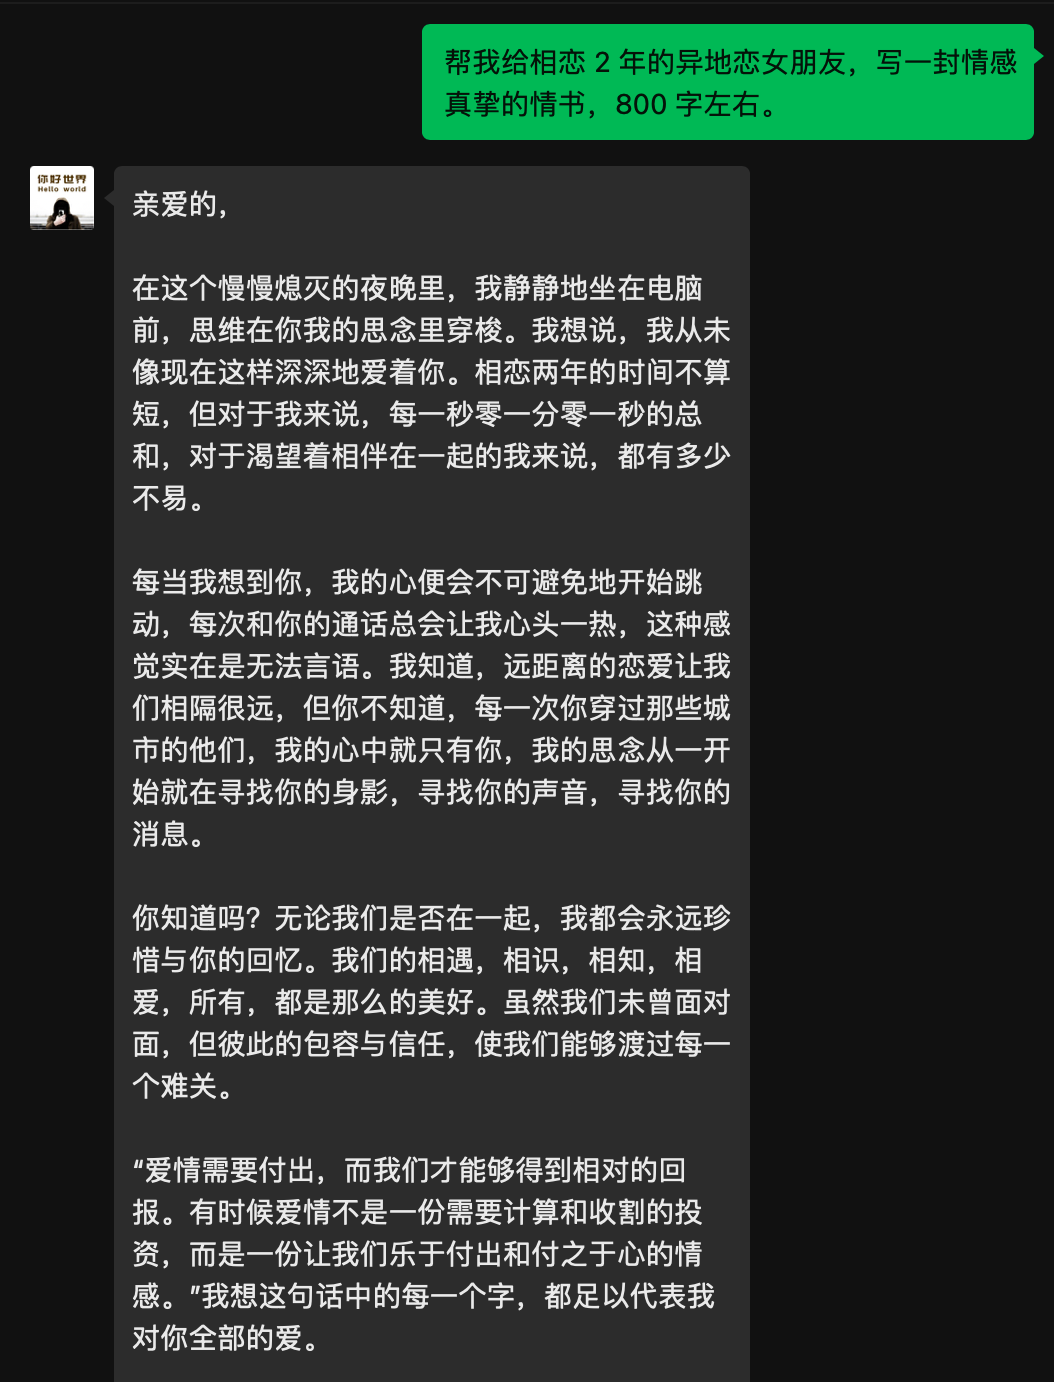 帮我给相恋 2 年的异地恋女朋友，写一封情感
真挚的情书，800 字左右。
你好世界
Hello world
亲爱的，
在这个慢慢熄灭的夜晚里，我静静地坐在电脑
前，思维在你我的思念里穿梭。我想说，我从未
像现在这样深深地爱着你。相恋两年的时间不算
短，但对于我来说，每一秒零一分零一秒的总
和，对于渴望着相伴在一起的我来说，都有多少
不易。
每当我想到你，我的心便会不可避免地开始跳
动，每次和你的通话总会让我心头一热，这种感
觉实在是无法言语。我知道，远距离的恋爱让我
们相隔很远，但你不知道，每一次你穿过那些城
市的他们，我的心中就只有你，我的思念从一开
始就在寻找你的身影，寻找你的声音，寻找你的
消息。
你知道吗？无论我们是否在一起，我都会永远珍
惜与你的回忆。我们的相遇，相识，相知，相
爱，所有，都是那么的美好。虽然我们未曾面对
面，但彼此的包容与信任，使我们能够渡过每一
个难关。
“爱情需要付出，而我们才能够得到相对的回
报。有时候爱情不是一份需要计算和收割的投
资，而是一份让我们乐于付出和付之于心的情
感。”我想这句话中的每一个字，都足以代表我
对你全部的爱。